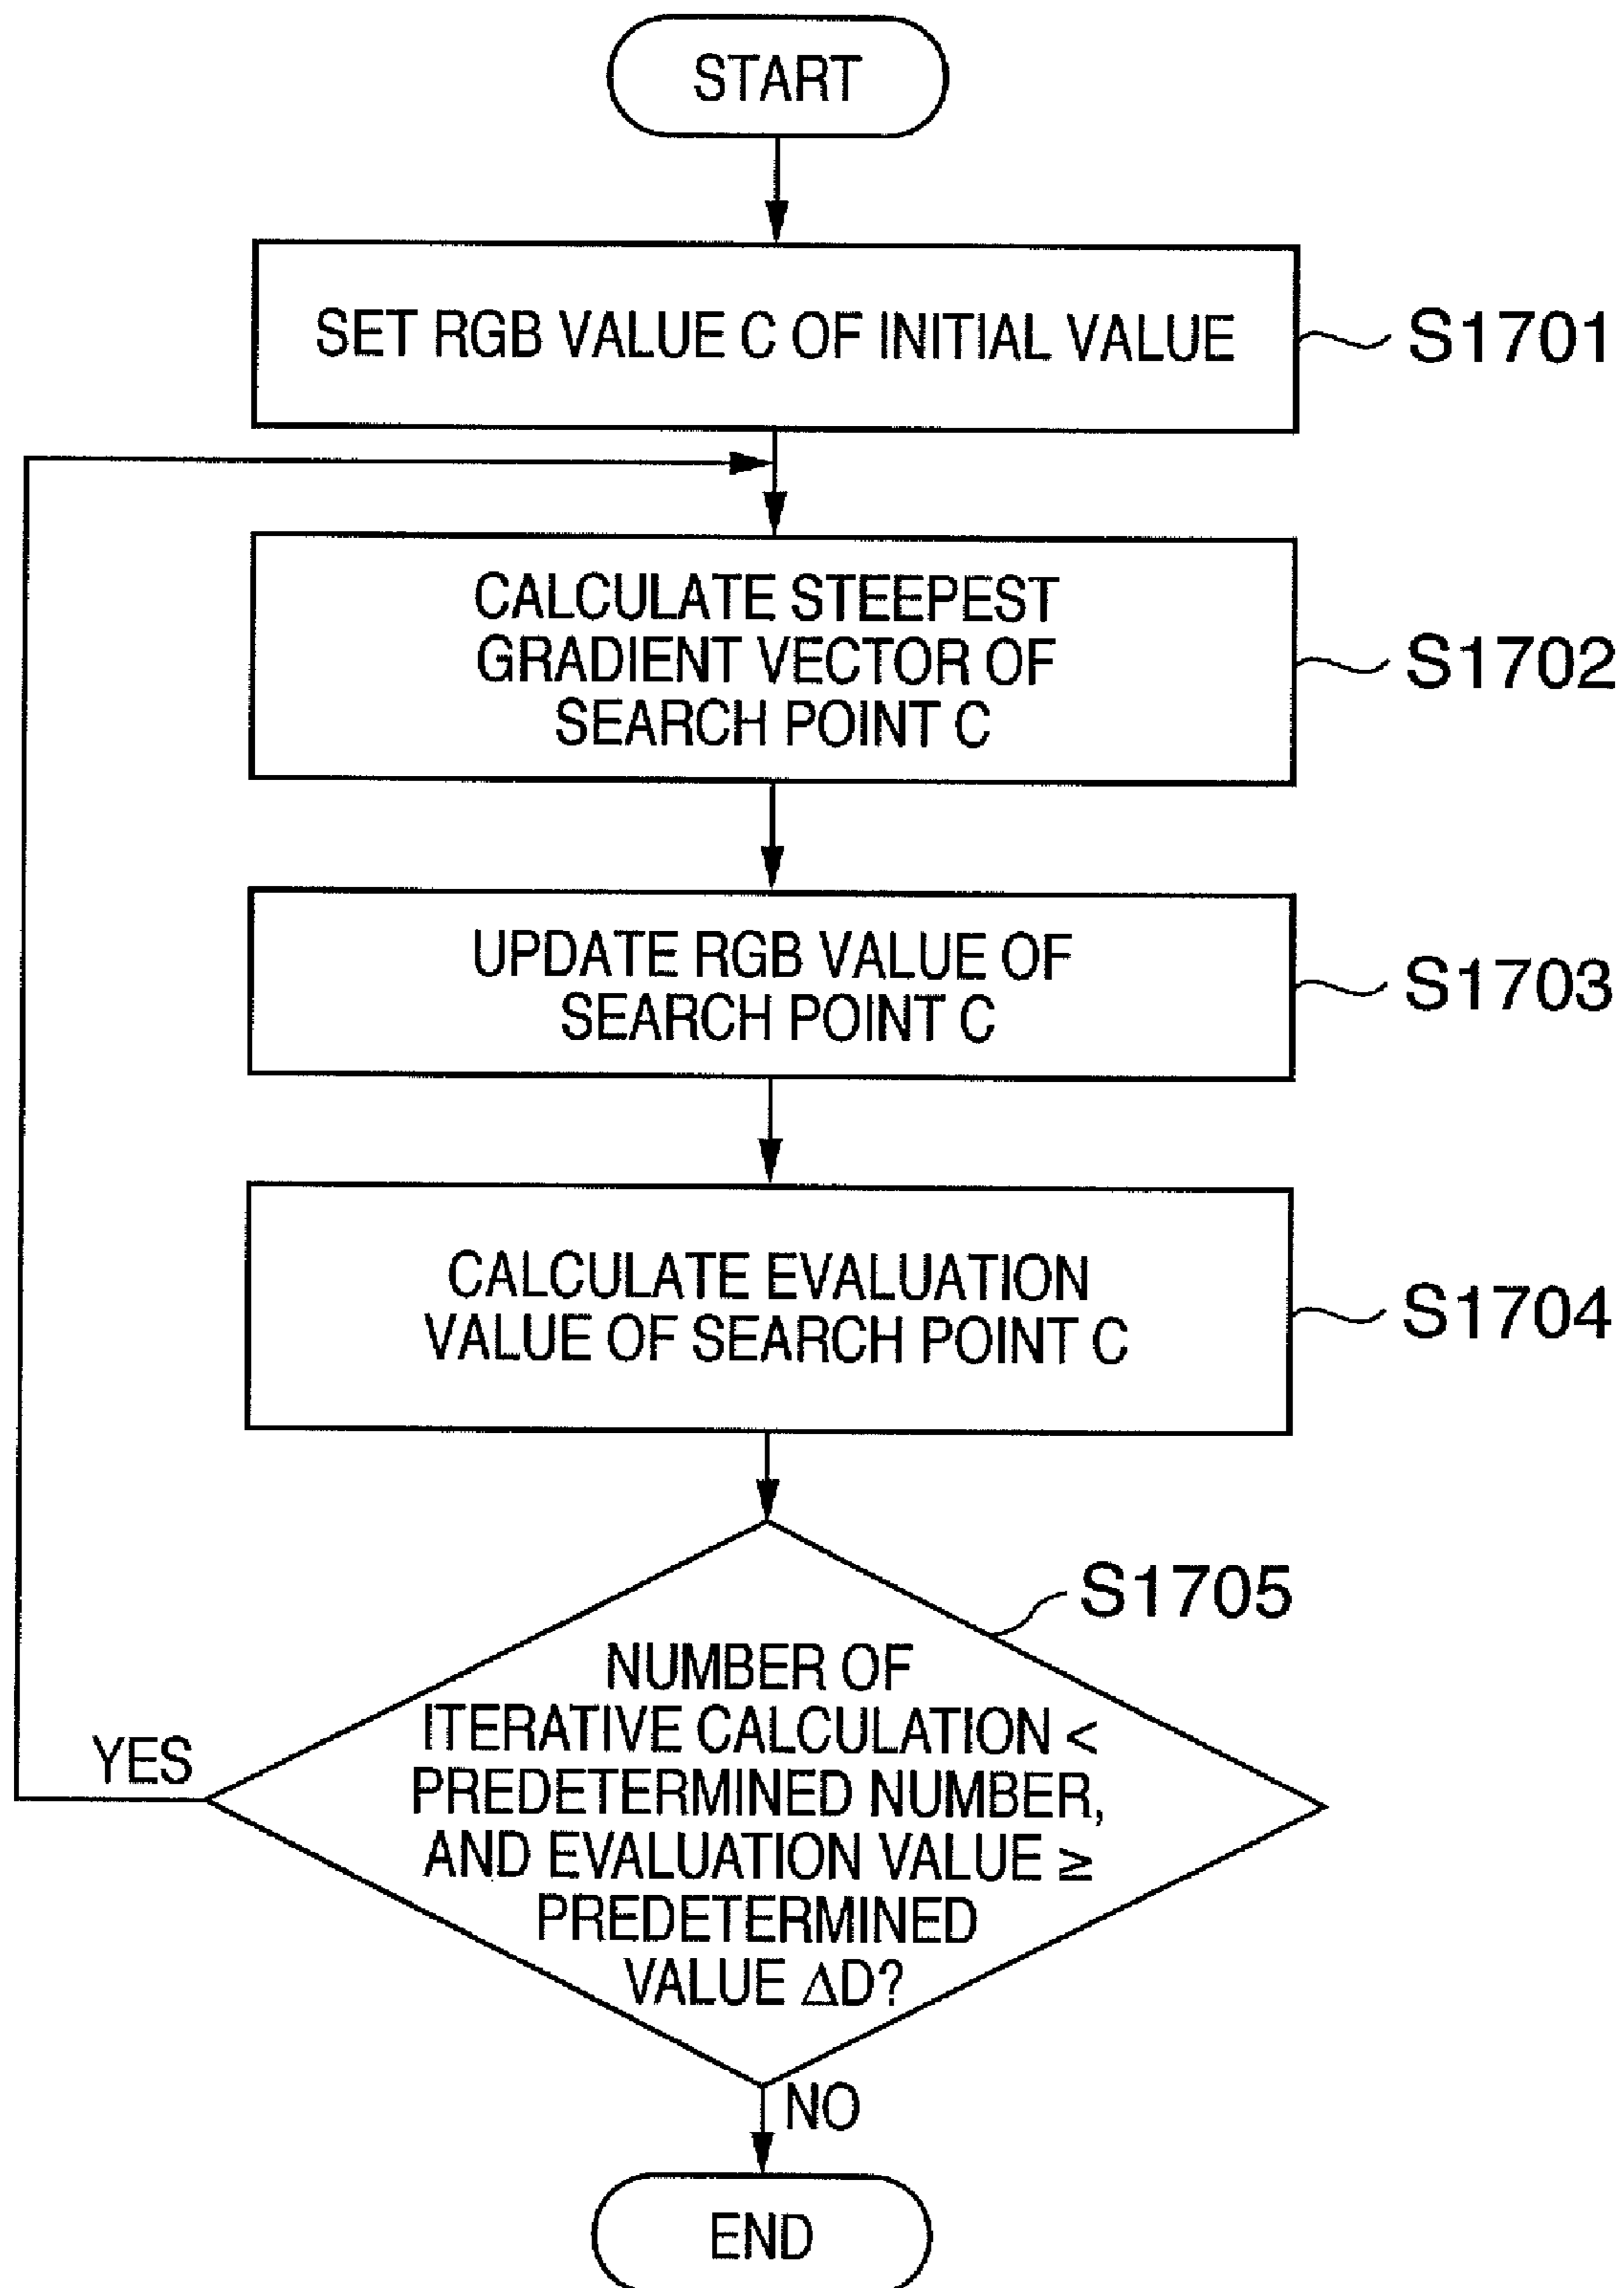 START
SET RGB VALUE C OF INITIAL VALUE
S1701
CALCULATE STEEPEST
GRADIENT VECTOR OF
SEARCH POINT C
S1702
UPDATE RGB VALUE OF
SEARCH POINT C
S1703
CALCULATE EVALUATION
VALUE OF SEARCH POINT C
S1704
S1705
NUMBER OF
ITERATIVE CALCULATION <
PREDETERMINED NUMBER,
AND EVALUATION VALUE ≥
PREDETERMINED
VALUE ΔD?
YES
NO
END